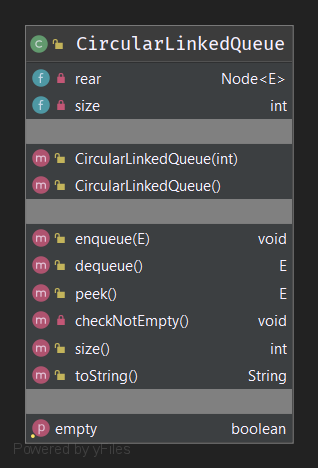 CircularLinkedQueue
rear Node<E>
size int
CircularLinkedQueue(int)
CircularLinkedQueue()
enqueue(E) void
dequeue() E
peek() E
checkNotEmpty() void
size() int
toString() String
empty boolean
Powered by yFiles